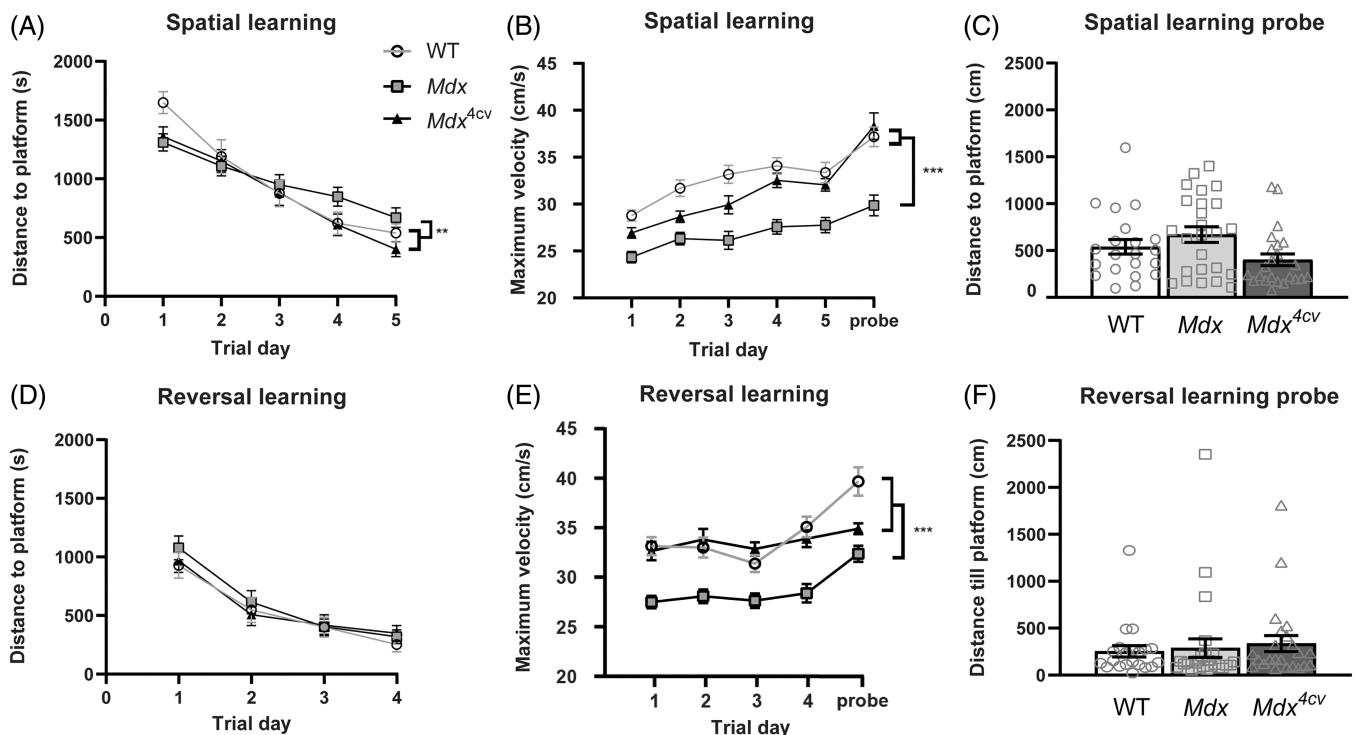 (A)
Spatial learning
WT
Mdx
Mdx4cv
Distance to platform (s)
2000
1500
1000
500
0
0
1
2
3
4
5
Trial day
**
(B)
Spatial learning
Maximum velocity (cm/s)
45
40
35
30
25
20
1
2
3
4
5
probe
Trial day
***
(C)
Spatial learning probe
Distance to platform (cm)
2500
2000
1500
1000
500
0
WT
Mdx
Mdx4cv
(D)
Reversal learning
Distance to platform (s)
2000
1500
1000
500
0
0
1
2
3
4
Trial day
(E)
Reversal learning
Maximum velocity (cm/s)
45
40
35
30
25
20
1
2
3
4
probe
Trial day
***
(F)
Reversal learning probe
Distance till platform (cm)
2500
2000
1500
1000
500
0
WT
Mdx
Mdx4cv